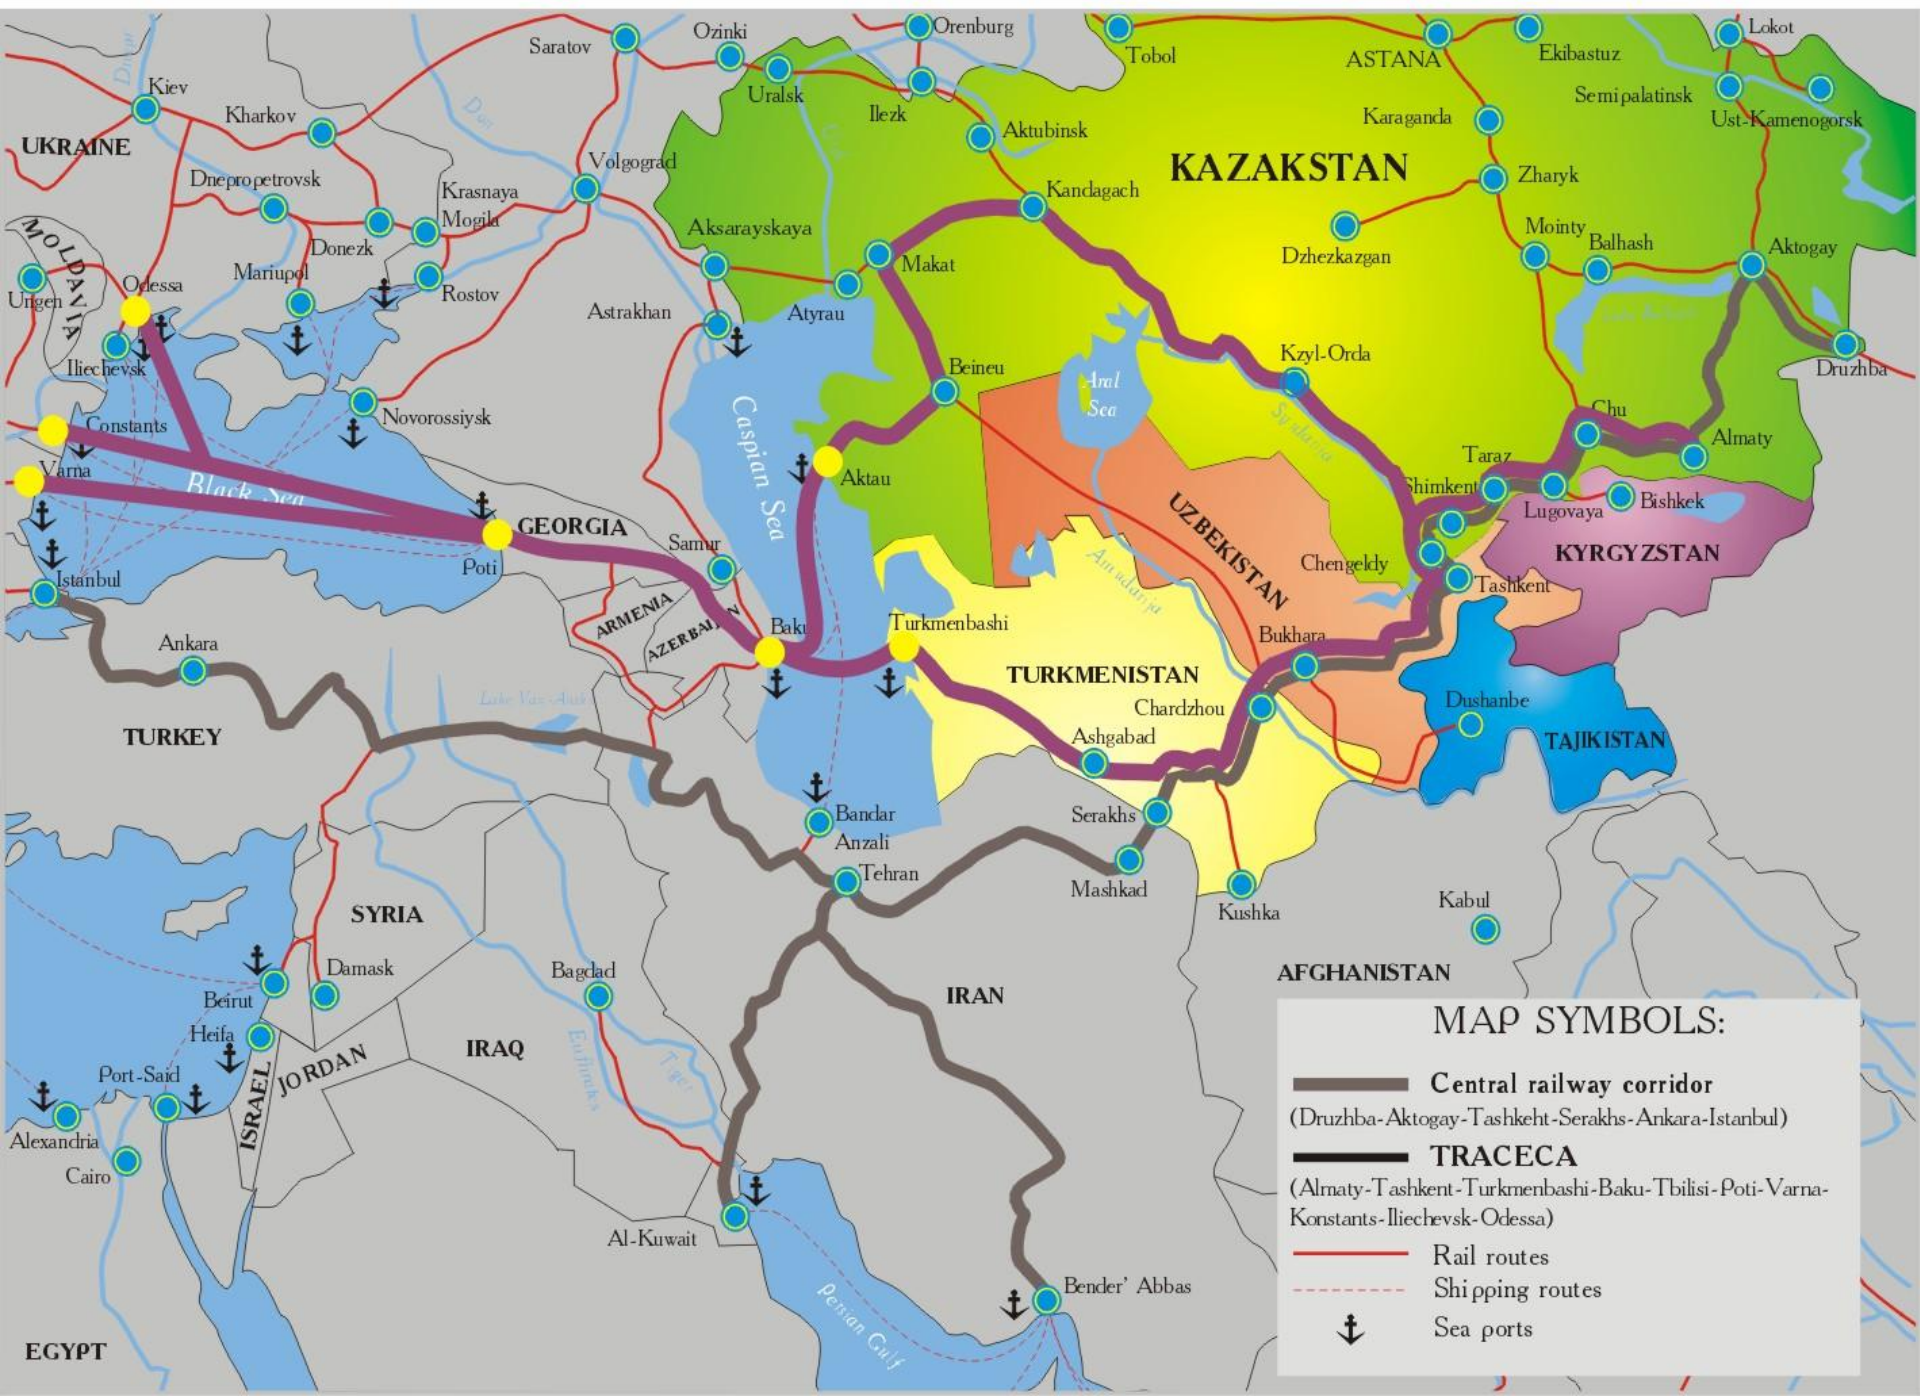 Saratov
Ozinki
Orenburg
Tobol
ASTANA
Ekibastuz
Lokot
Dneir
Kiev
Kharkov
Don
Uralsk
Ilezk
Aktubinsk
Karaganda
Semipalatinsk
Ust-Kamenogorsk
UKRAINE
Volgograd
KAZAKSTAN
Zharyk
Dnepropetrovsk
Krasnaya
Mogila
Kandagach
Donezk
Aksarayskaya
Makat
Dzhezkazgan
Mointy
Balhash
Aktogay
MOLDAVIA
Ungen
Odessa
Mariupol
Rostov
Astrakhan
Atyrau
Iliechevsk
Beineu
Aral
Sea
Kzyl-Orda
Druzhba
Constants
Novorossiysk
Caspian Sea
Syrdarija
Chu
Almaty
Varna
Black Sea
Aktau
Taraz
Shimkent
Lugovaya
Bishkek
UZBEKISTAN
GEORGIA
Samur
Poti
Amudarija
Chengeldy
KYRGYZSTAN
Istanbul
Tashkent
ARMENIA
Baku
Turkmenbashi
Bukhara
Ankara
TURKMENISTAN
Chardzhou
Dushanbe
TURKEY
Ashgabad
TAJIKISTAN
Bandar
Anzali
Serakhs
Tehran
Mashkad
Kushka
Kabul
SYRIA
Bagdad
Damask
AFGHANISTAN
Beirut
IRAN
Heifa
IRAQ
JORDAN
ISRAEL
Tiger
Port-Said
Alexandria
Cairo
Al-Kuwait
Bender' Abbas
Persian Gulf
EGYPT
MAP SYMBOLS:
Central railway corridor
(Druzhba-Aktogay-Tashkeht-Serakhs-Ankara-Istanbul)
TRACECA
(Almaty-Tashkent-Turkmenbashi-Baku-Tbilisi-Poti-Varna-
Konstants-Iliechevsk-Odessa)
Rail routes
Shipping routes
Sea ports